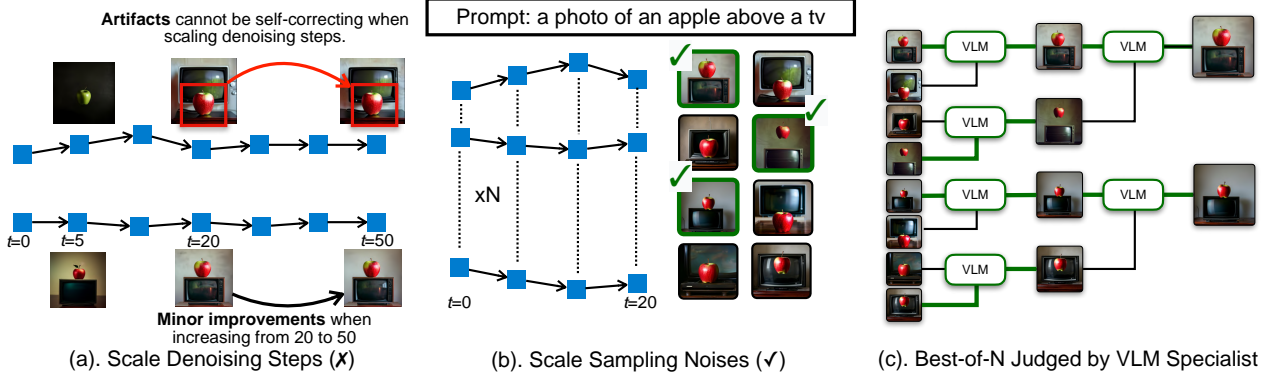 Artifacts cannot be self-correcting when
scaling denoising steps.
t=0
t=5
t=20
t=50
Minor improvements when
increasing from 20 to 50
(a). Scale Denoising Steps (✗)
Prompt: a photo of an apple above a tv
✓
✓
✓
xN
t=0
t=20
(b). Scale Sampling Noises (✓)
VLM
VLM
VLM
VLM
VLM
VLM
(c). Best-of-N Judged by VLM Specialist